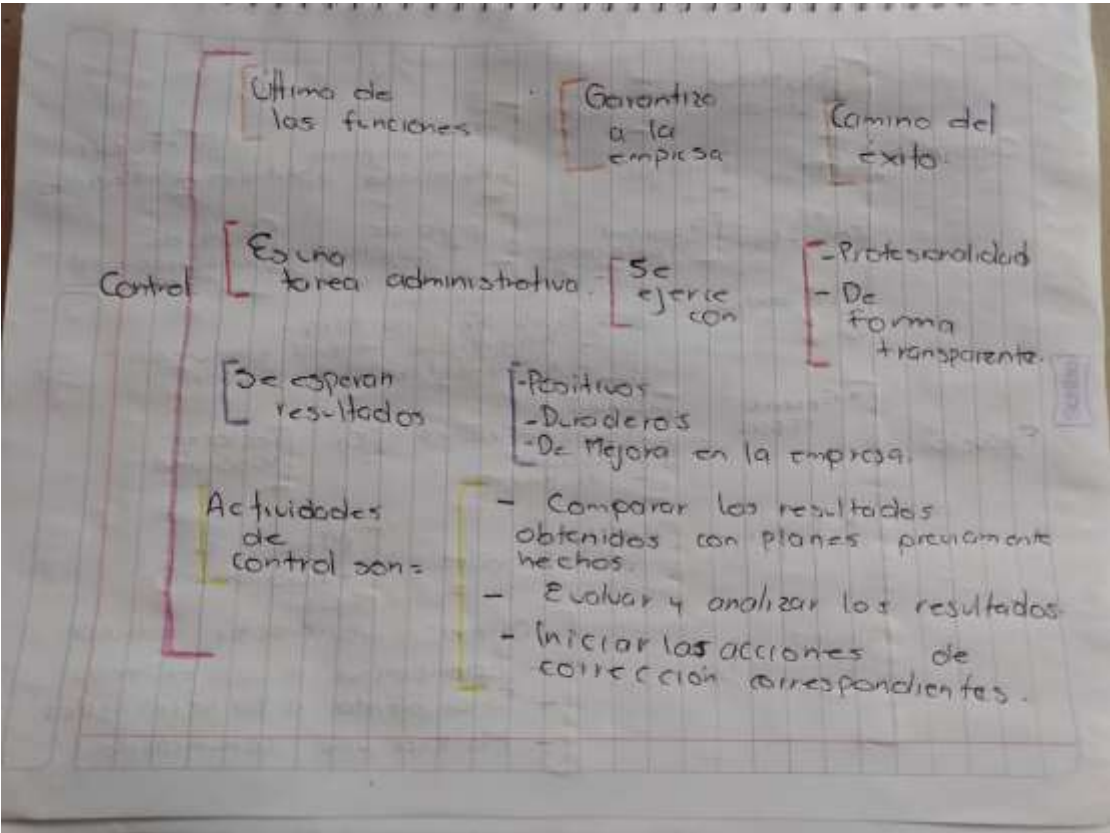 Control
Última de
las funciones
Garantiza
a la
empresa
Camino del
éxito.
Es una
tarea administrativa.
Se
ejerce
con
- Profesionalidad
- De
forma
transparente.
Se esperan
resultados
- Positivos
- Duraderos
- De Mejora en la empresa.
Actividades
de
control son=
- Comparar los resultados
obtenidos con planes previamente
hechos.
- Evaluar y analizar los resultados.
- Iniciar las acciones de
corrección correspondientes.